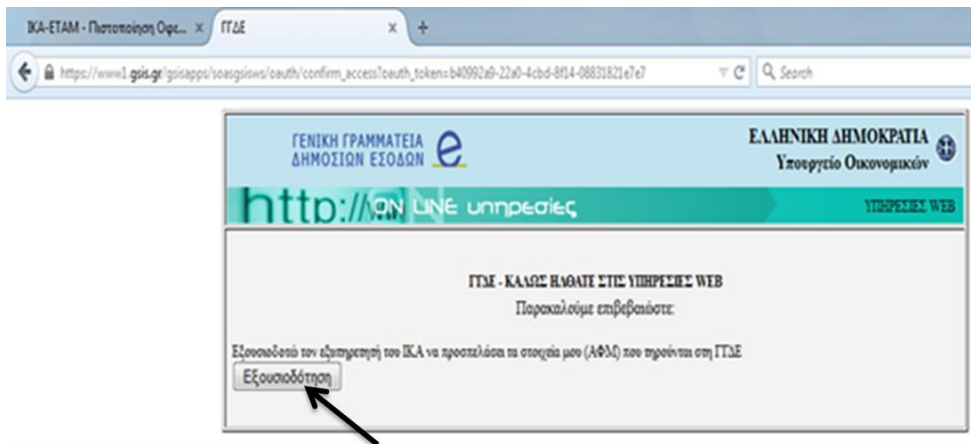 ΙΚΑ-ΕΤΑΜ - Πιστοποίηση Οφε... × ΓΓΔΕ × +
https://www1.gsis.gr/gsisapps/soasgsisws/oauth/confirm_access?oauth_token=b40992a9-22a0-4cbd-8f14-08831821e7e7 Search
ΓΕΝΙΚΗ ΓΡΑΜΜΑΤΕΙΑ
ΔΗΜΟΣΙΩΝ ΕΣΟΔΩΝ e
ΕΛΛΗΝΙΚΗ ΔΗΜΟΚΡΑΤΙΑ
Υπουργείο Οικονομικών
http:// ON LINE υπηρεσίες
ΥΠΗΡΕΣΙΕΣ WEB
ΓΓΔΕ - ΚΑΛΩΣ ΗΛΘΑΤΕ ΣΤΙΣ ΥΠΗΡΕΣΙΕΣ WEB
Παρακαλούμε επιβεβαιώστε:
Εξουσιοδοτώ τον εξυπηρετητή του ΙΚΑ να προσπελάσει τα στοιχεία μου (ΑΦΜ) που τηρούνται στη ΓΓΔΕ
Εξουσιοδότηση